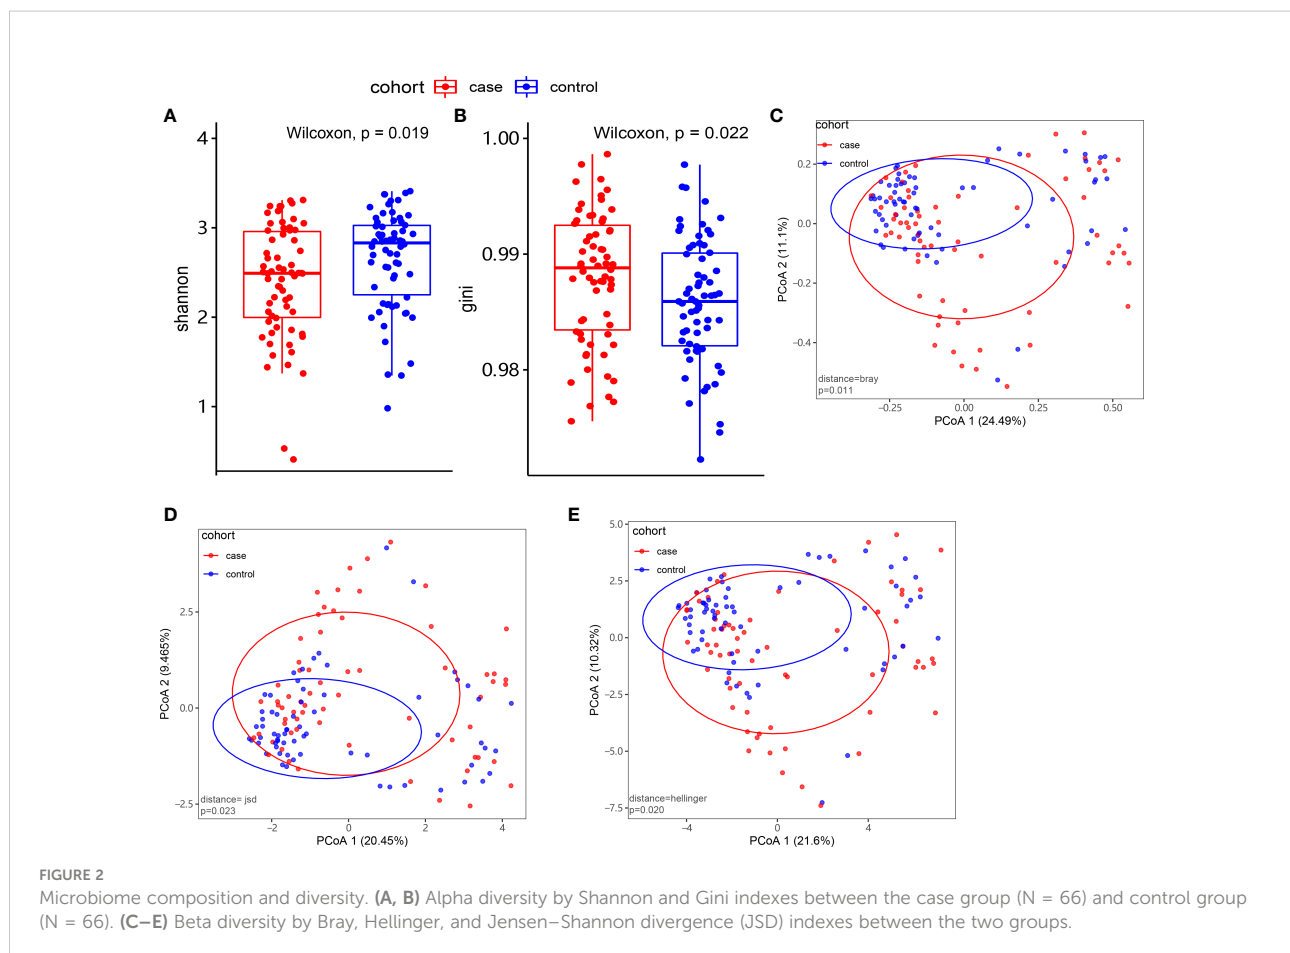 cohort case control
A
Wilcoxon, p = 0.019
4
3
2
1
shannon
B
Wilcoxon, p = 0.022
1.00
0.99
0.98
gini
C
cohort
case
control
0.2
0.0
−0.2
−0.4
PCoA 2 (11.1%)
distance=bray
p=0.011
−0.25 0.00 0.25 0.50
PCoA 1 (24.49%)
D
cohort
case
control
2.5
0.0
−2.5
PCoA 2 (9.465%)
distance= jsd
p=0.023
−2 0 2 4
PCoA 1 (20.45%)
E
cohort
case
control
5.0
2.5
0.0
−2.5
−5.0
−7.5
PCoA 2 (10.32%)
distance=hellinger
p=0.020
−4 0 4
PCoA 1 (21.6%)
FIGURE 2
Microbiome composition and diversity. (A, B) Alpha diversity by Shannon and Gini indexes between the case group (N = 66) and control group
(N = 66). (C–E) Beta diversity by Bray, Hellinger, and Jensen–Shannon divergence (JSD) indexes between the two groups.